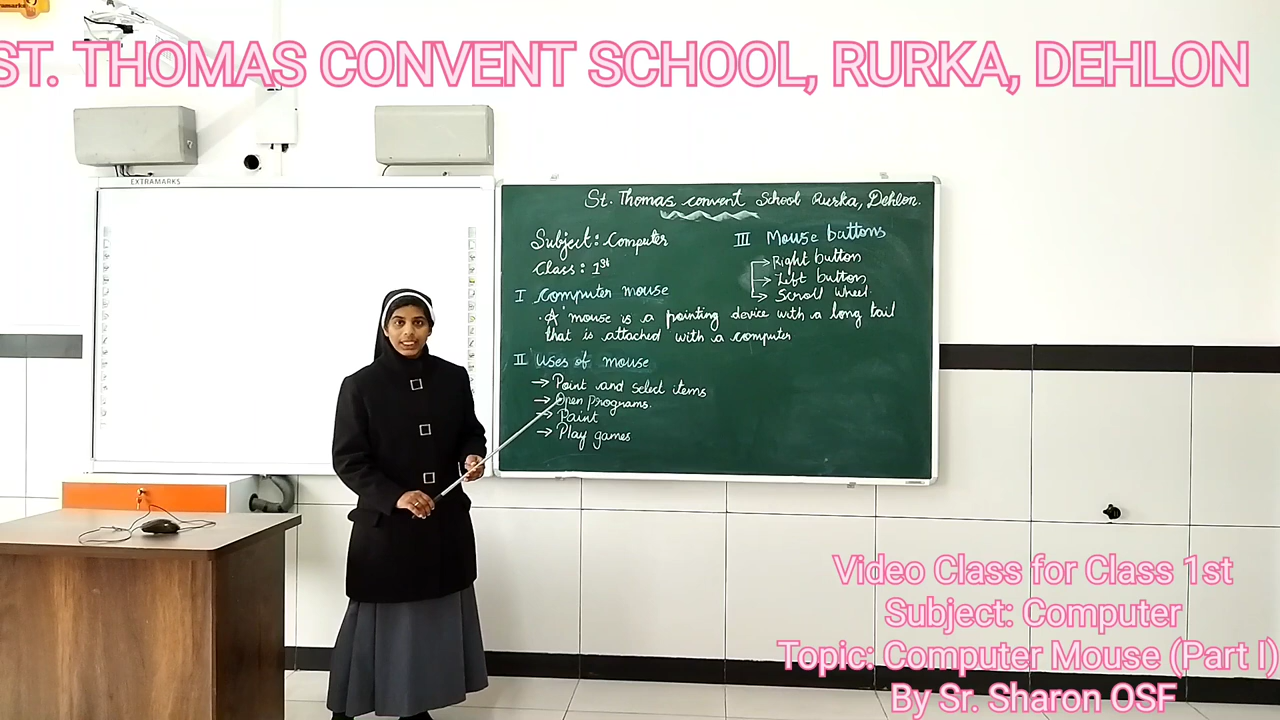 ST. THOMAS CONVENT SCHOOL, RURKA, DEHLON
EXTRAMARKS
St. Thomas convent School Rurka, Dehlon.
Subject: Computer
Class: 1st
I Computer mouse
· A mouse is a pointing device with a long tail
that is attached with a computer
II Uses of mouse
→ Point and select items
→ Open Programs.
→ Paint
→ Play games
III Mouse buttons
→ Right button
→ Left button
→ Scroll wheel.
Video Class for Class 1st
Subject: Computer
Topic: Computer Mouse (Part I)
By Sr. Sharon OSF